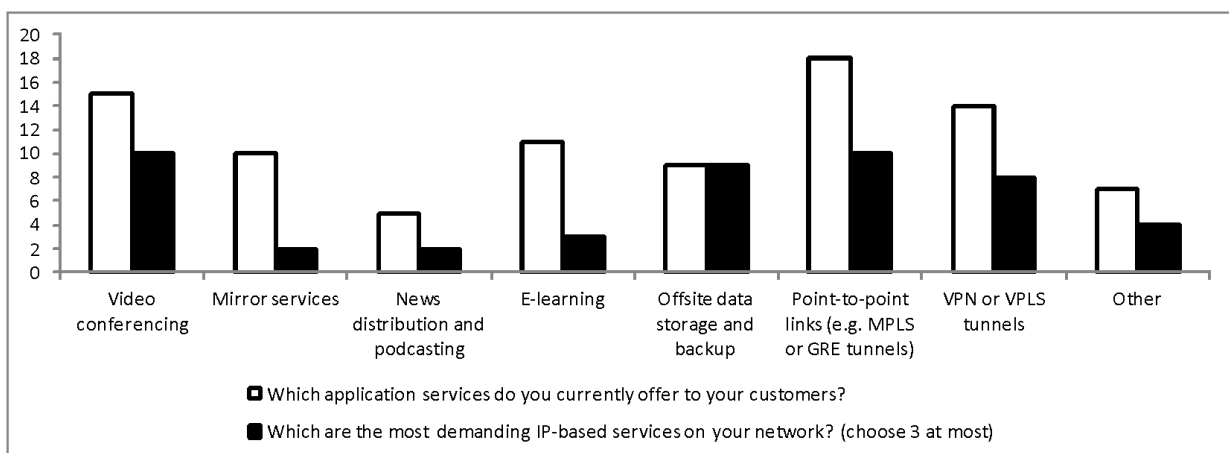 20
18
16
14
12
10
8
6
4
2
0
Video
conferencing
Mirror services
News
distribution and
podcasting
E-learning
Offsite data
storage and
backup
Point-to-point
links (e.g. MPLS
or GRE tunnels)
VPN or VPLS
tunnels
Other
Which application services do you currently offer to your customers?
Which are the most demanding IP-based services on your network? (choose 3 at most)